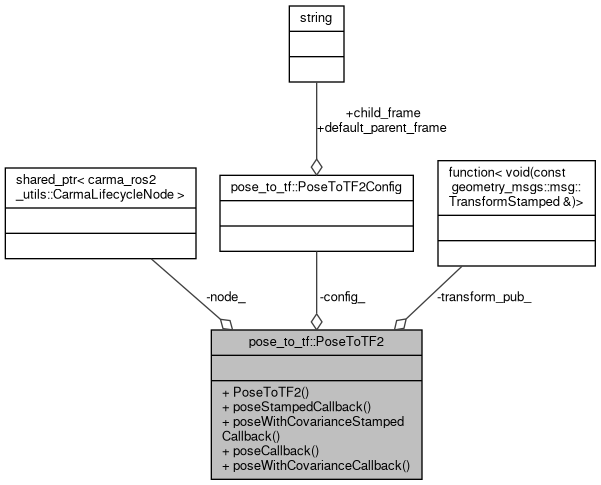 string
+child_frame
+default_parent_frame
shared_ptr< carma_ros2
_utils::CarmaLifecycleNode >
pose_to_tf::PoseToTF2Config
function< void(const
geometry_msgs::msg::
TransformStamped &)>
-node_
-config_
-transform_pub_
pose_to_tf::PoseToTF2
+ PoseToTF2()
+ poseStampedCallback()
+ poseWithCovarianceStamped
Callback()
+ poseCallback()
+ poseWithCovarianceCallback()